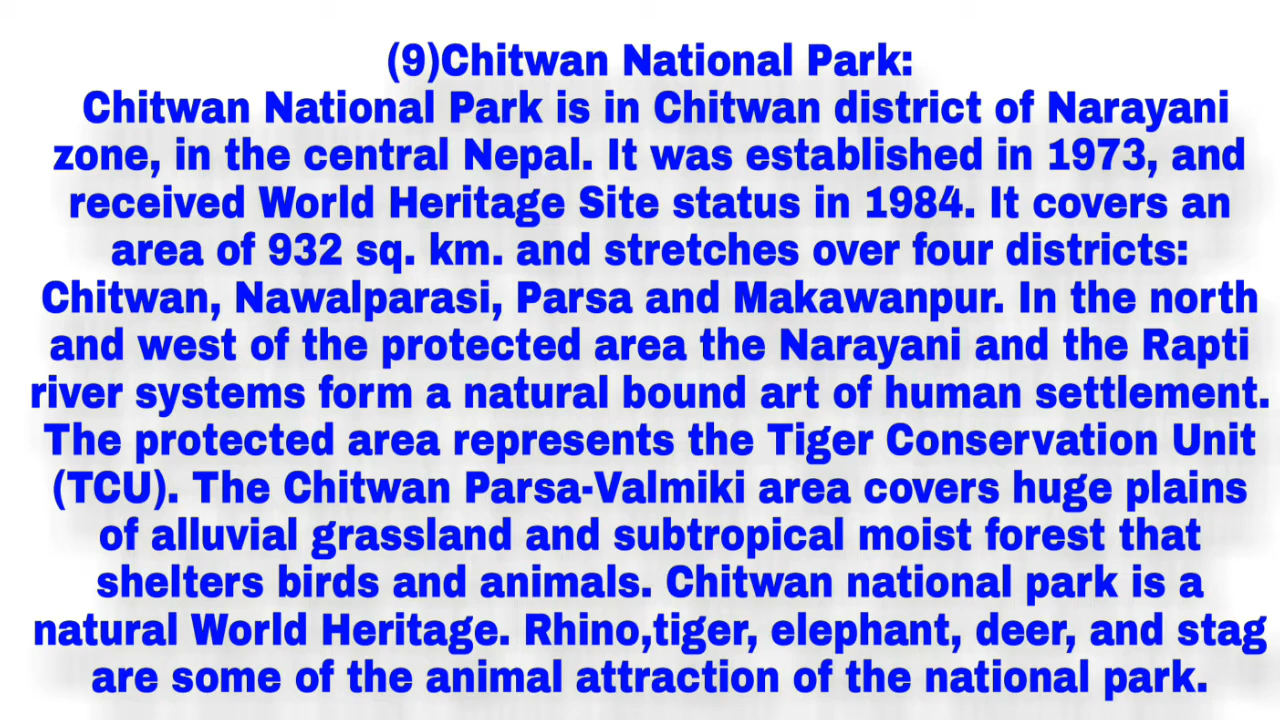 (9)Chitwan National Park:
Chitwan National Park is in Chitwan district of Narayani
zone, in the central Nepal. It was established in 1973, and
received World Heritage Site status in 1984. It covers an
area of 932 sq. km. and stretches over four districts:
Chitwan, Nawalparasi, Parsa and Makawanpur. In the north
and west of the protected area the Narayani and the Rapti
river systems form a natural bound art of human settlement.
The protected area represents the Tiger Conservation Unit
(TCU). The Chitwan Parsa-Valmiki area covers huge plains
of alluvial grassland and subtropical moist forest that
shelters birds and animals. Chitwan national park is a
natural World Heritage. Rhino,tiger, elephant, deer, and stag
are some of the animal attraction of the national park.